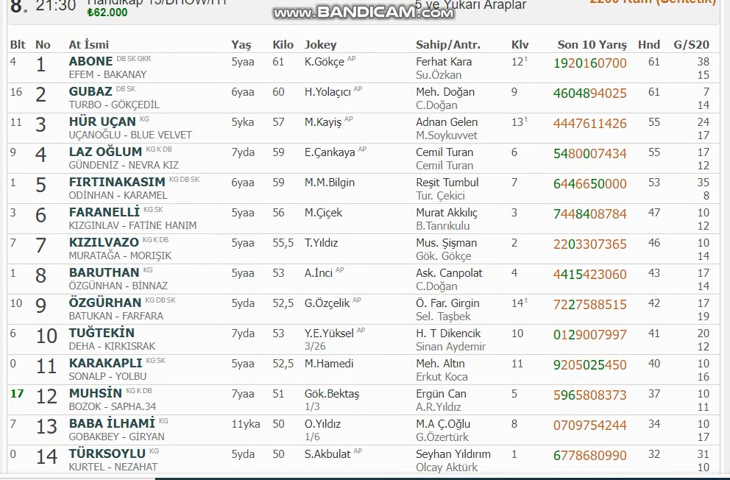 8. 21:30 Handikap 15/DHÖW/H1 5 ve Yukarı Araplar 2200 Kum (Sentetik)
₺62.000
www.BANDICAM.com
Blt No At İsmi Yaş Kilo Jokey Sahip/Antr. Klv Son 10 Yarış Hnd G/S20
4 1 ABONE DB SK GKR 5yaa 61 K.Gökçe AP Ferhat Kara 12 t 1920160700 61 38
EFEM - BAKANAY Su.Özkan 15
16 2 GUBAZ DB SK 6yaa 60 H.Yolaçıcı AP Meh. Doğan 9 4604894025 61 7
TURBO - GÖKÇEDİL C.Doğan 14
11 3 HÜR UÇAN KG 5yka 57 M.Kayiş AP Adnan Gelen 13 t 4447611426 55 24
UÇANOĞLU - BLUE VELVET M.Soykuvvet 17
9 4 LAZ OĞLUM KG K DB 7yda 59 E.Çankaya AP Cemil Turan 6 5480007434 55 17
GÜNDENİZ - NEVRA KIZ Cemil Turan 12
1 5 FIRTINAKASIM KG DB SK 6yaa 59 M.M.Bilgin Reşit Tumbul 7 6446650000 53 35
ODİNHAN - KARAMEL Tur. Çekici 8
3 6 FARANELLİ KG SK 5yaa 56 M.Çiçek Murat Akkılıç 3 7448408784 47 10
KIZGINLAV - FATİNE HANIM B.Tanrıkulu 12
7 7 KIZILVAZO KG K DB 5yaa 55,5 T.Yıldız Mus. Şişman 2 2203307365 46 10
MURATAĞA - MORIŞIK Gök. Gökçe 14
1 8 BARUTHAN KG 5yaa 53 A.İnci AP Ask. Canpolat 4 4415423060 43 17
ÖZGÜNHAN - BİNNAZ C.Doğan 14
10 9 ÖZGÜRHAN KG DB SK 5yda 52,5 G.Özçelik AP Ö. Far. Girgin 14 t 7227588515 42 17
BATUKAN - FARFARA Sel. Taşbek 19
6 10 TUĞTEKİN 7yda 53 Y.E.Yüksel AP H. T Dikencik 10 0129007997 41 20
DEHA - KIRKISRAK 3/26 Sinan Aydemir 12
0 11 KARAKAPLI KG SK 5yaa 52,5 M.Hamedi Meh. Altın 11 9205025450 40 10
SONALP - YOLBU Erkut Koca 16
17 12 MUHSİN KG K DB 7yaa 51 Gök.Bektaş Ergün Can 5 5965808373 37 10
BOZOK - SAPHA.34 1/3 A.R.Yıldız 11
7 13 BABA İLHAMİ KG 11yka 50 O.Yıldız M.A Ç.Oğlu 8 0709754244 34 10
GOBAKBEY - GİRYAN 1/6 G.Özertürk 17
0 14 TÜRKSOYLU KG 5yda 50 S.Akbulat AP Seyhan Yıldırım 1 6778680990 32 31
KURTEL - NEZAHAT Olcay Aktürk 10